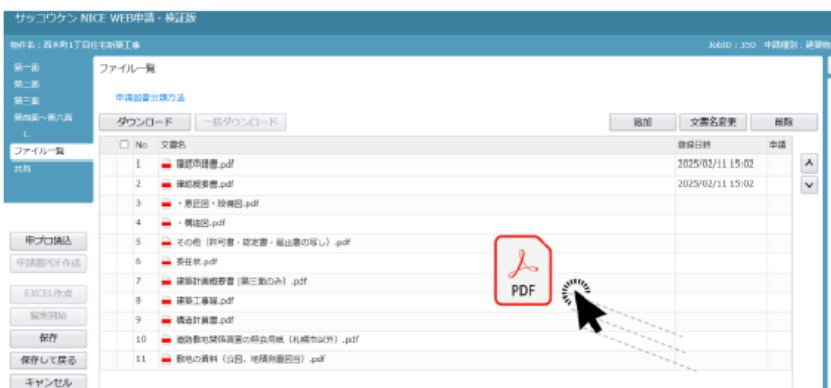 サッコウケン NICE WEB申請・検証版
物件名：西本町1丁目住宅新築工事
JobID：350 申請種別：建築物
第一面
第二面
第三面
第四面～第六面
1.
ファイル一覧
共有
ファイル一覧
申請図書分類方法
ダウンロード 一括ダウンロード 追加 文書名変更 削除
No 文書名 登録日時 申請
1 確認申請書.pdf 2025/02/11 15:02
2 確認概要書.pdf 2025/02/11 15:02
3 ・意匠図・設備図.pdf
4 ・構造図.pdf
5 その他（許可書・認定書・届出書の写し）.pdf
6 委任状.pdf
7 建築計画概要書（第三面のみ）.pdf
8 建築工事届.pdf
9 構造計算書.pdf
10 道路敷地関係調査の照会用紙（札幌市以外）.pdf
11 敷地の資料（公図、地積測量図当）.pdf
申プロ読込
申請書PDF作成
EXCEL作成
編集開始
保存
保存して戻る
キャンセル
PDF